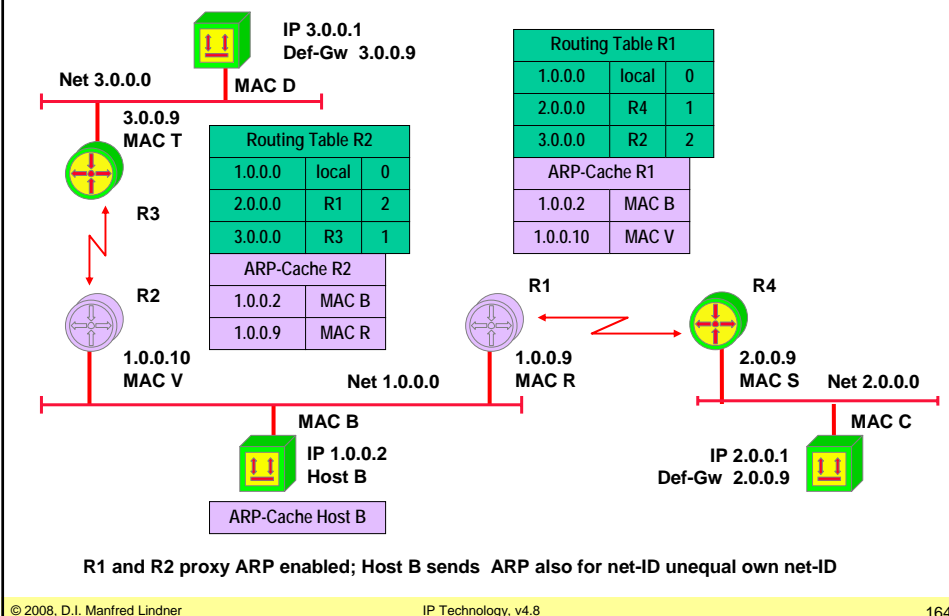 IP 3.0.0.1
Def-Gw 3.0.0.9
Net 3.0.0.0
MAC D
3.0.0.9
MAC T
R3
Routing Table R2
1.0.0.0 local 0
2.0.0.0 R1 2
3.0.0.0 R3 1
ARP-Cache R2
1.0.0.2 MAC B
1.0.0.9 MAC R
Routing Table R1
1.0.0.0 local 0
2.0.0.0 R4 1
3.0.0.0 R2 2
ARP-Cache R1
1.0.0.2 MAC B
1.0.0.10 MAC V
R2
1.0.0.10
MAC V
R1
1.0.0.9
MAC R
R4
2.0.0.9
MAC S
Net 1.0.0.0
Net 2.0.0.0
MAC B
IP 1.0.0.2
Host B
ARP-Cache Host B
MAC C
IP 2.0.0.1
Def-Gw 2.0.0.9
R1 and R2 proxy ARP enabled; Host B sends ARP also for net-ID unequal own net-ID
© 2008, D.I. Manfred Lindner
IP Technology, v4.8
164